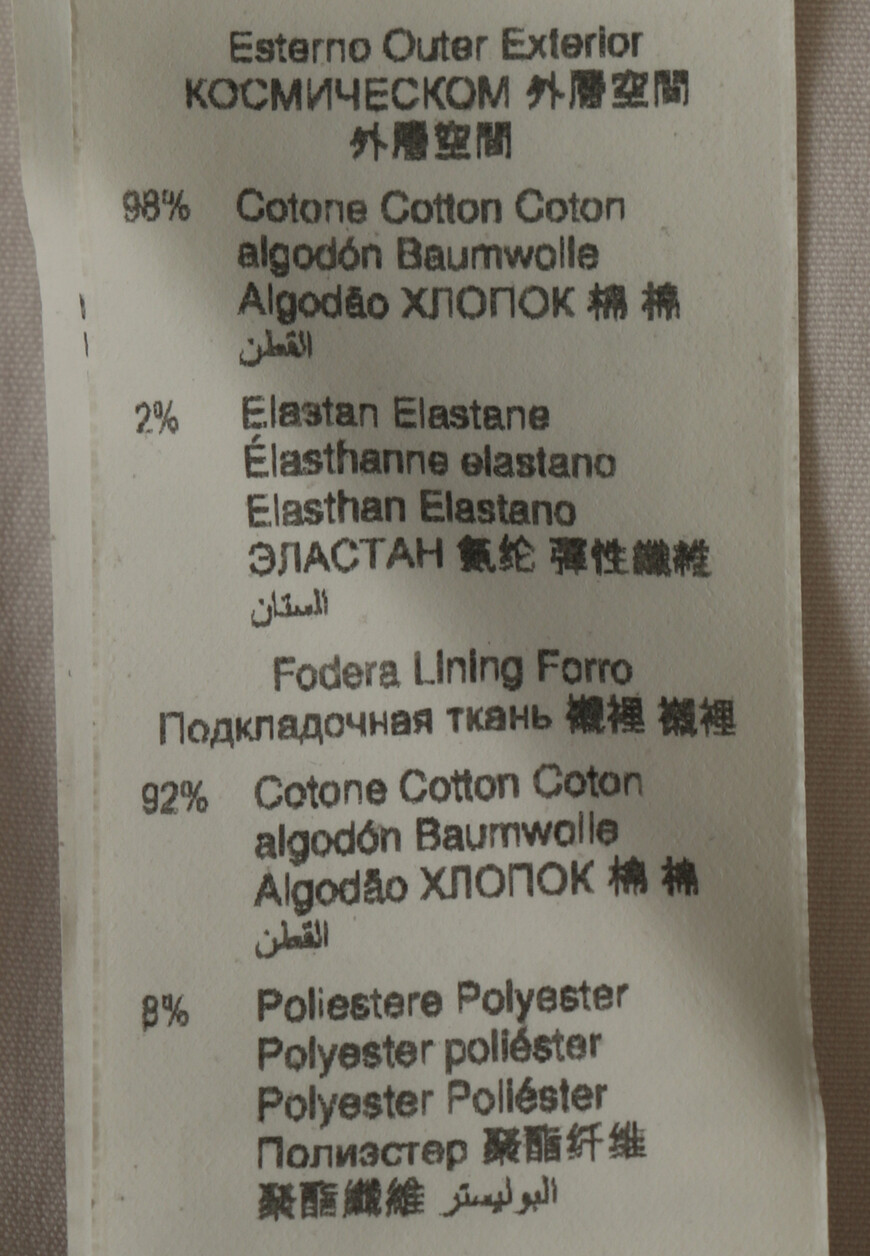 Esterno Outer Exterior
КОСМИЧЕСКОМ 外層空間
外層空間
98% Cotone Cotton Coton
algodón Baumwolle
Algodão ХЛОПОК 棉 棉
القطن
2% Elastan Elastane
Élasthanne elastano
Elasthan Elastano
ЭЛАСТАН 氨纶 彈性纖維
الستان
Fodera Lining Forro
Подкладочная ткань 襯裡 襯裡
92% Cotone Cotton Coton
algodón Baumwolle
Algodão ХЛОПОК 棉 棉
القطن
8% Poliestere Polyester
Polyester poliéster
Polyester Poliéster
Полиэстер 聚酯纤维
聚酯纖維 البوليستر